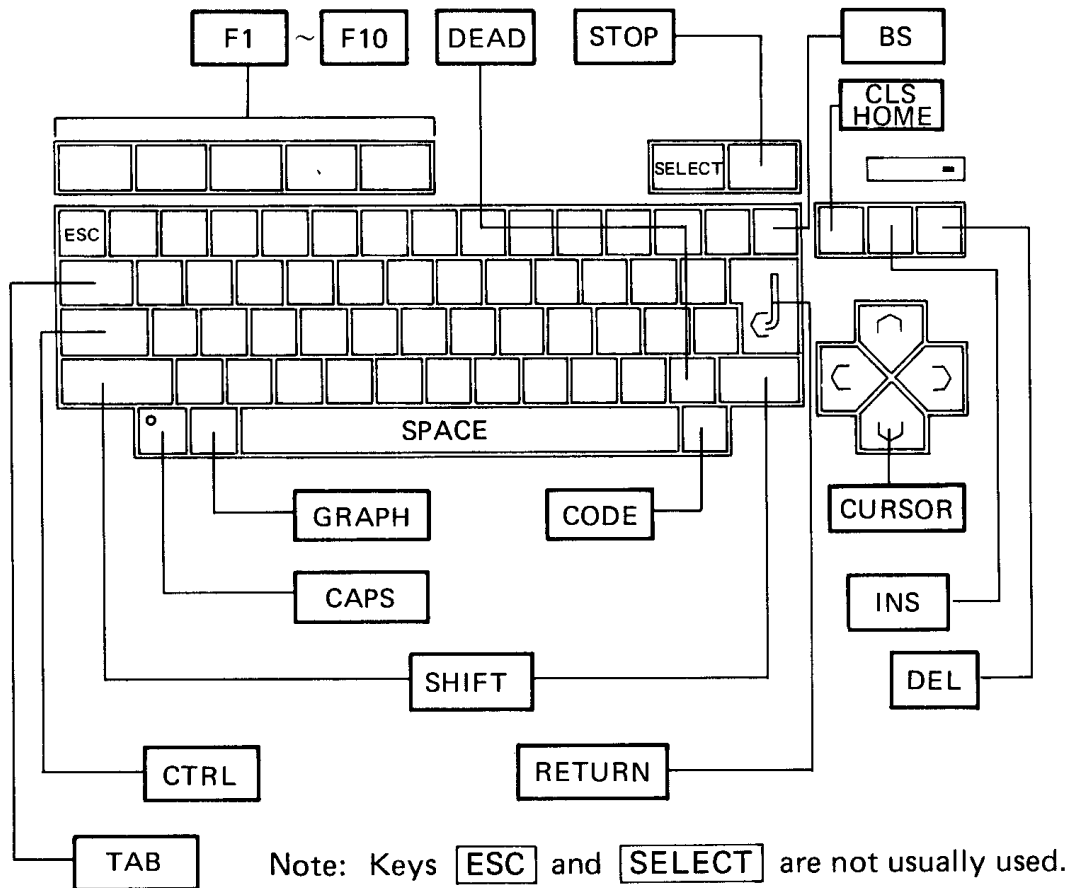 F1 ~ F10 DEAD STOP BS
CLS
HOME
SELECT
ESC
SPACE
GRAPH CODE CURSOR
CAPS INS
SHIFT DEL
CTRL RETURN
TAB Note: Keys ESC and SELECT are not usually used.